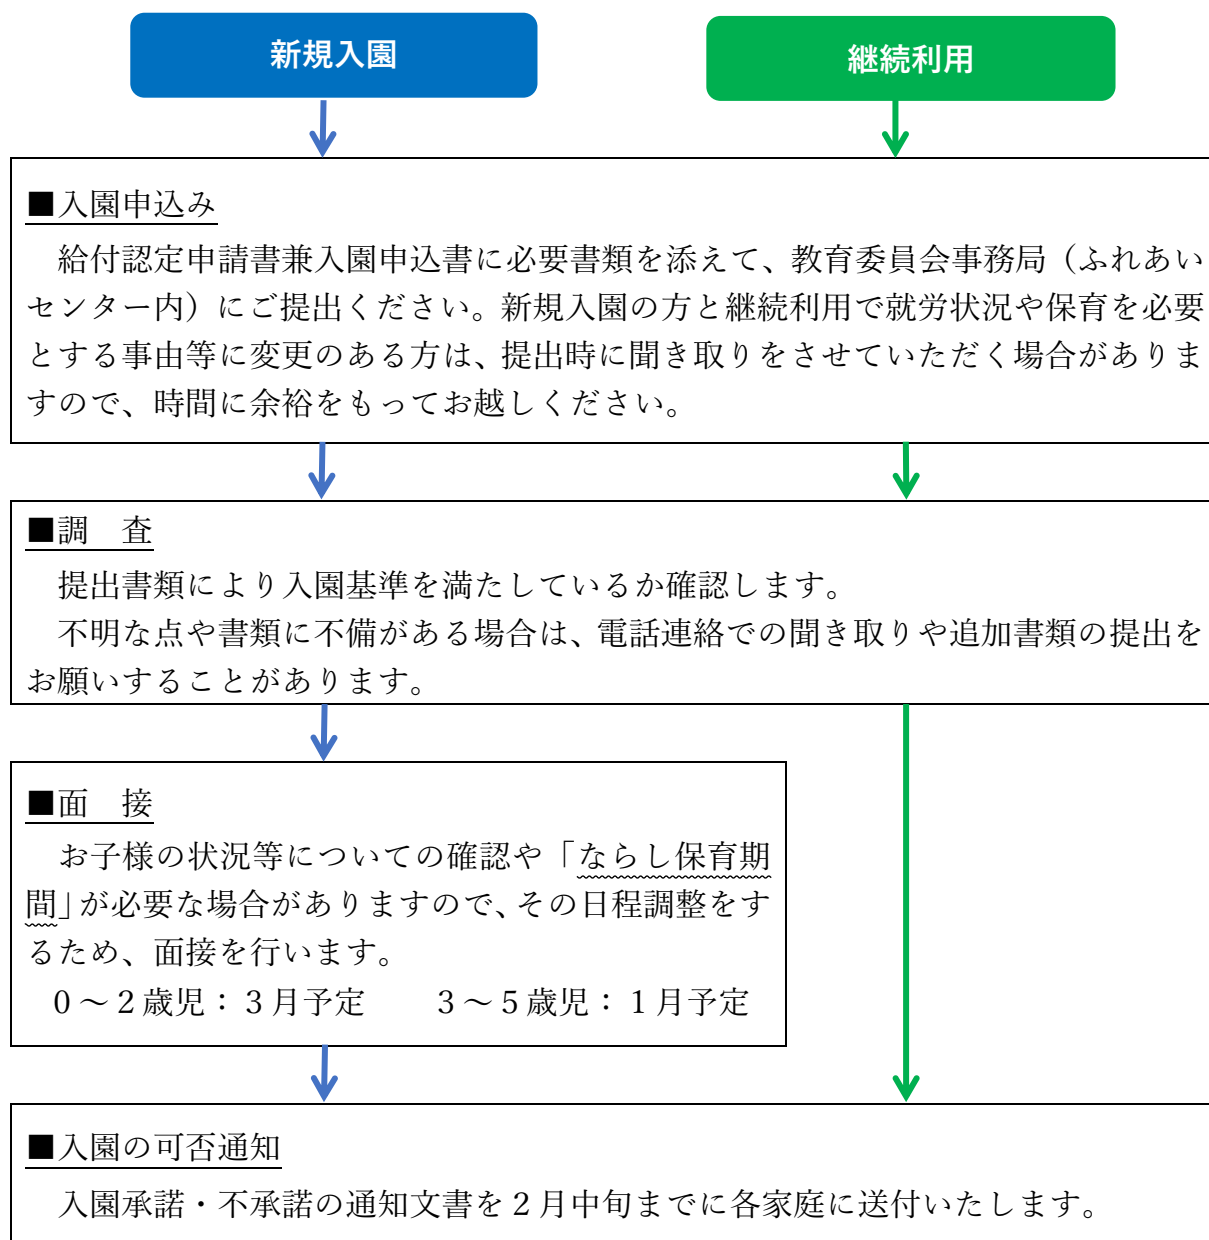 新規入園
継続利用
■入園申込み
　給付認定申請書兼入園申込書に必要書類を添えて、教育委員会事務局（ふれあい
センター内）にご提出ください。新規入園の方と継続利用で就労状況や保育を必要
とする事由等に変更のある方は、提出時に聞き取りをさせていただく場合がありま
すので、時間に余裕をもってお越しください。
■調　査
　提出書類により入園基準を満たしているか確認します。
　不明な点や書類に不備がある場合は、電話連絡での聞き取りや追加書類の提出を
お願いすることがあります。
■面　接
　お子様の状況等についての確認や「ならし保育期
間」が必要な場合がありますので、その日程調整をす
るため、面接を行います。
　０～２歳児：３月予定　　３～５歳児：１月予定
■入園の可否通知
　入園承諾・不承諾の通知文書を２月中旬までに各家庭に送付いたします。